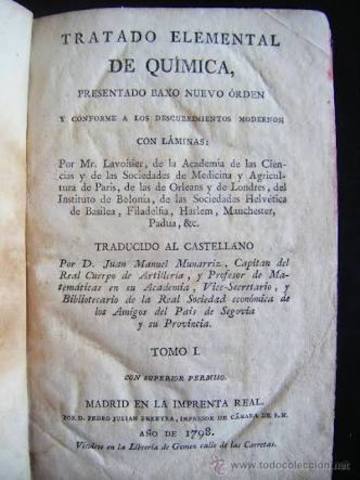 TRATADO ELEMENTAL
DE QUÍMICA,
PRESENTADO BAXO NUEVO ÓRDEN
Y CONFORME A LOS DESCUBRIMIENTOS MODERNOS;
CON LÁMINAS:
Por Mr. Lavoisier, de la Academia de las Cien-
cias y de las Sociedades de Medicina y Agricul-
tura de Paris, de las de Orleans y de Londres, del
Instituto de Bolonia, de las Sociedades Helvética
de Basilea, Filadelfia, Harlem, Manchester,
Padua, &c.
TRADUCIDO AL CASTELLANO
Por D. Juan Manuel Munarriz, Capitan del
Real Cuerpo de Artilleria, y Profesor de Ma-
temáticas en su Academia, Vice-Secretario, y
Bibliotecario de la Real Sociedad económica de
los Amigos del Pais de Segovia
y su Provincia.
TOMO I.
CON SUPERIOR PERMISO.
MADRID EN LA IMPRENTA REAL.
POR D. PEDRO JULIAN PEREYRA, IMPRESOR DE CÁMARA DE S.M.
AÑO DE 1798.
Vendese en la Libreria de Gomez calle de las Carretas.
todocoleccion